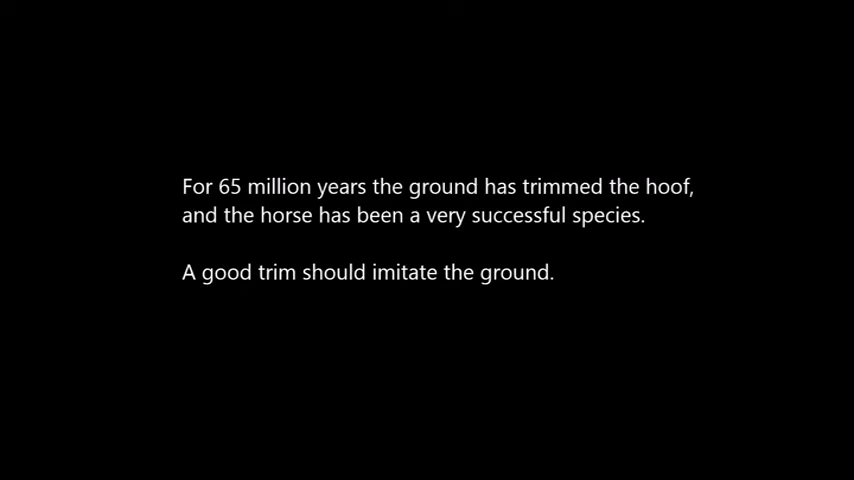 For 65 million years the ground has trimmed the hoof,
and the horse has been a very successful species.
A good trim should imitate the ground.